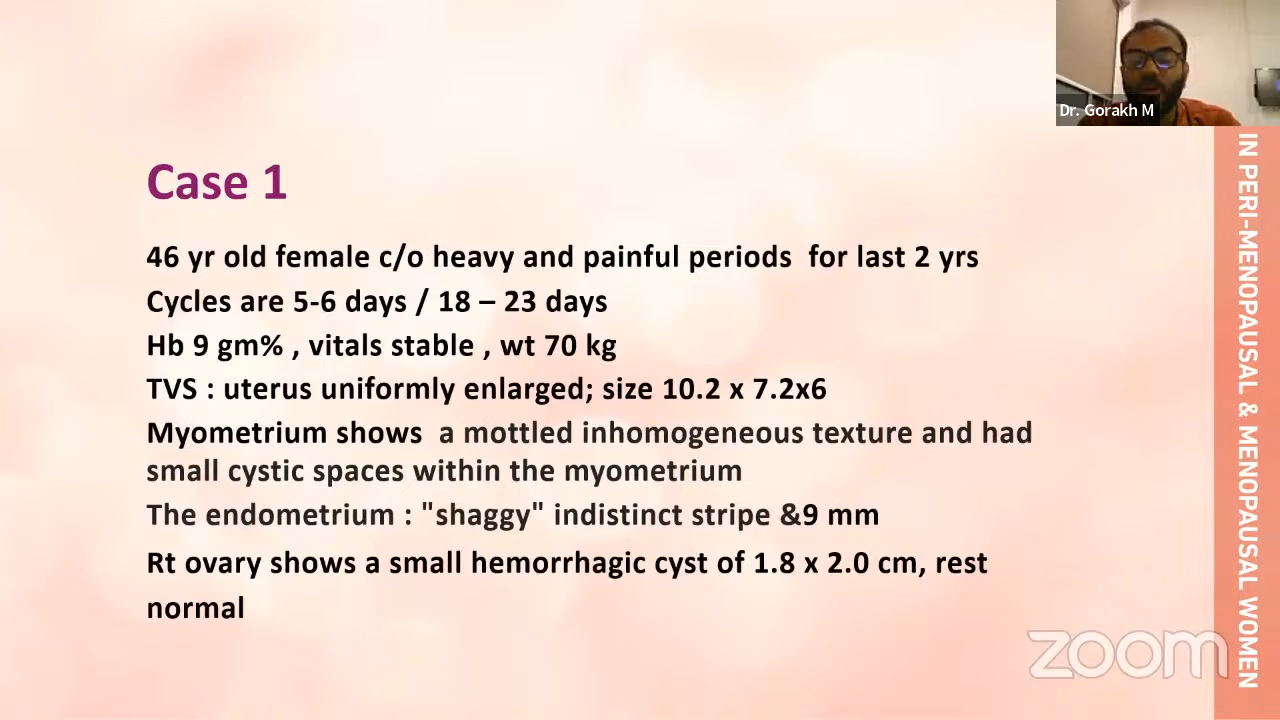 Dr. Gorakh M
Case 1
46 yr old female c/o heavy and painful periods for last 2 yrs
Cycles are 5-6 days / 18 – 23 days
Hb 9 gm% , vitals stable , wt 70 kg
TVS : uterus uniformly enlarged; size 10.2 x 7.2x6
Myometrium shows a mottled inhomogeneous texture and had
small cystic spaces within the myometrium
The endometrium : "shaggy" indistinct stripe &9 mm
Rt ovary shows a small hemorrhagic cyst of 1.8 x 2.0 cm, rest
normal
IN PERI-MENOPAUSAL & MENOPAUSAL WOMEN
zoom